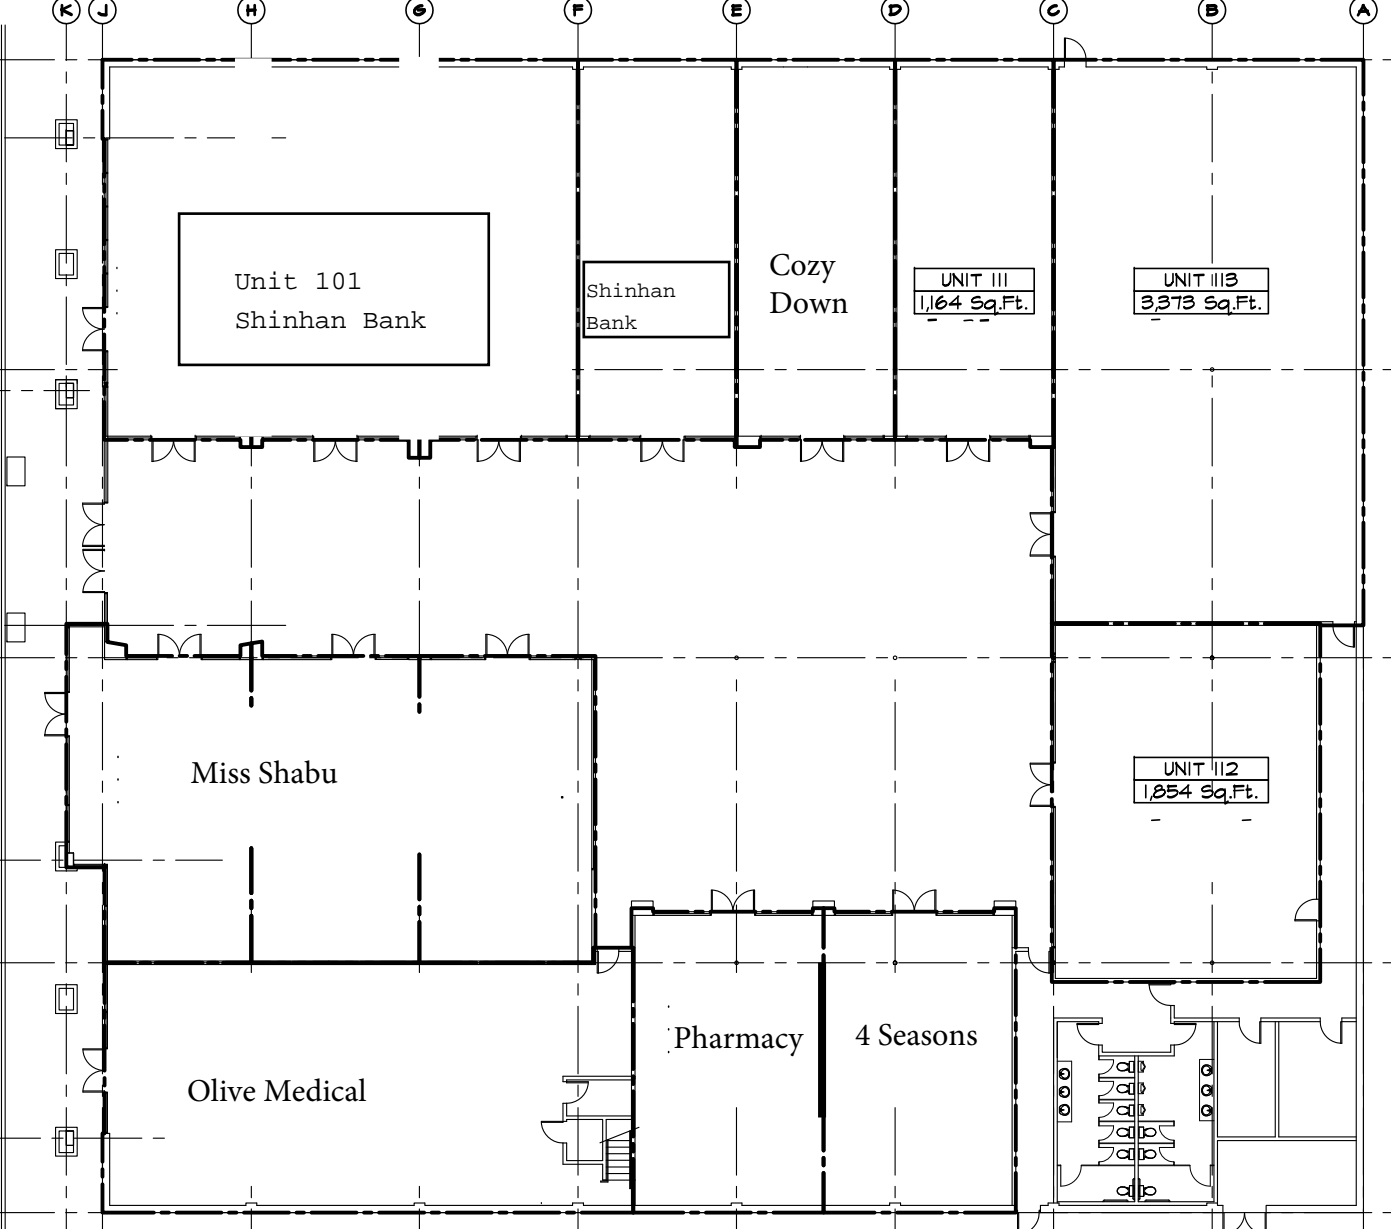 K J H G F E D C B A
Unit 101
Shinhan Bank
Shinhan
Bank
Cozy
Down
UNIT 111
1,164 Sq.Ft.
UNIT 1113
3,373 Sq.Ft.
Miss Shabu
UNIT 112
1,854 Sq.Ft.
Pharmacy
4 Seasons
Olive Medical